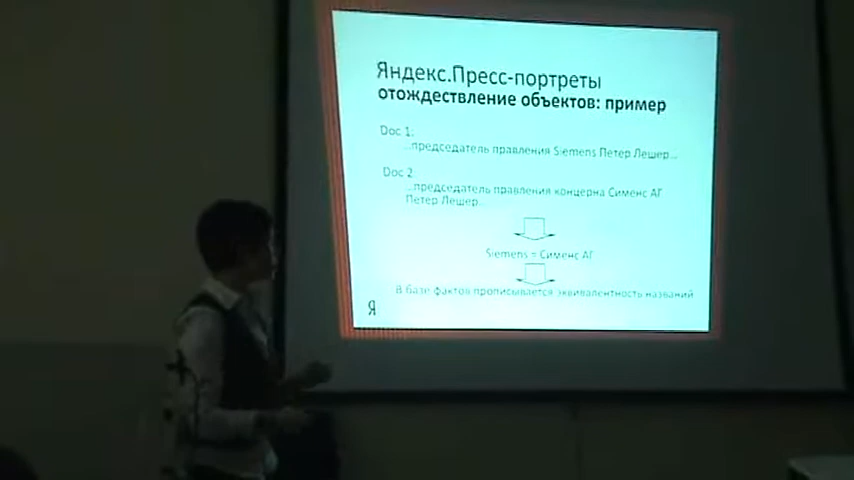 Яндекс.Пресс-портреты
отождествление объектов: пример
Doc 1:
...председатель правления Siemens Петер Лешер...
Doc 2
...председатель правления концерна Сименс АГ
Петер Лешер...
Siemens = Сименс АГ
В базе фактов прописывается эквивалентность названий
Я